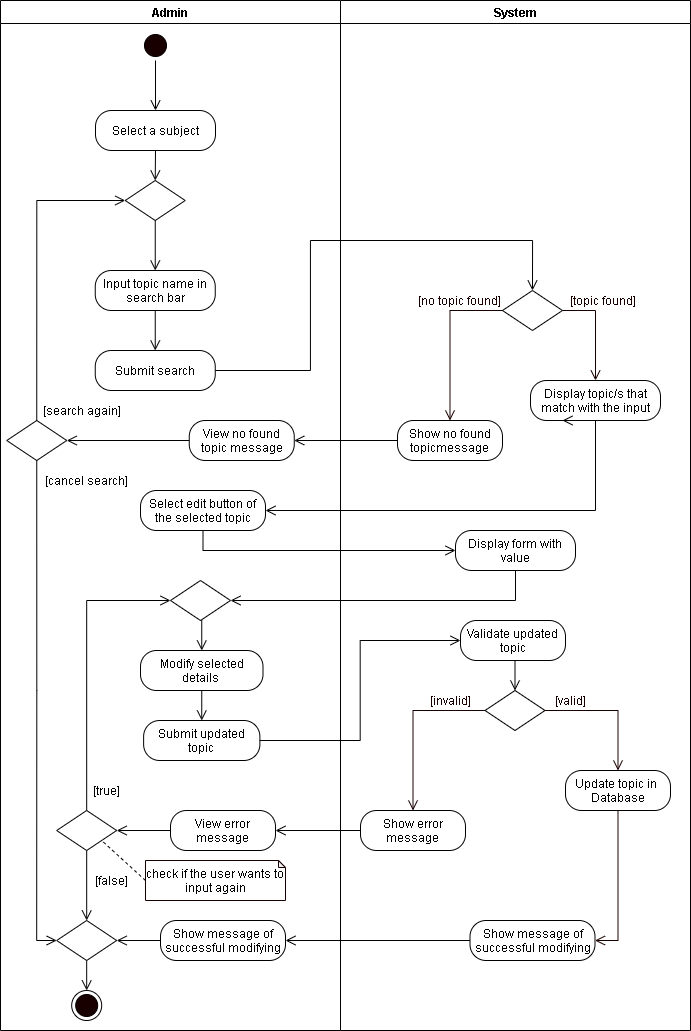 Admin
System
Select a subject
Input topic name in
search bar
[no topic found]
[topic found]
Submit search
Display topic/s that
match with the input
[search again]
View no found
topic message
Show no found
topicmessage
[cancel search]
Select edit button of
the selected topic
Display form with
value
Validate updated
topic
Modify selected
details
[invalid]
[valid]
Submit updated
topic
[true]
Update topic in
Database
View error
message
Show error
message
check if the user wants to
input again
[false]
Show message of
successful modifying
Show message of
successful modifying